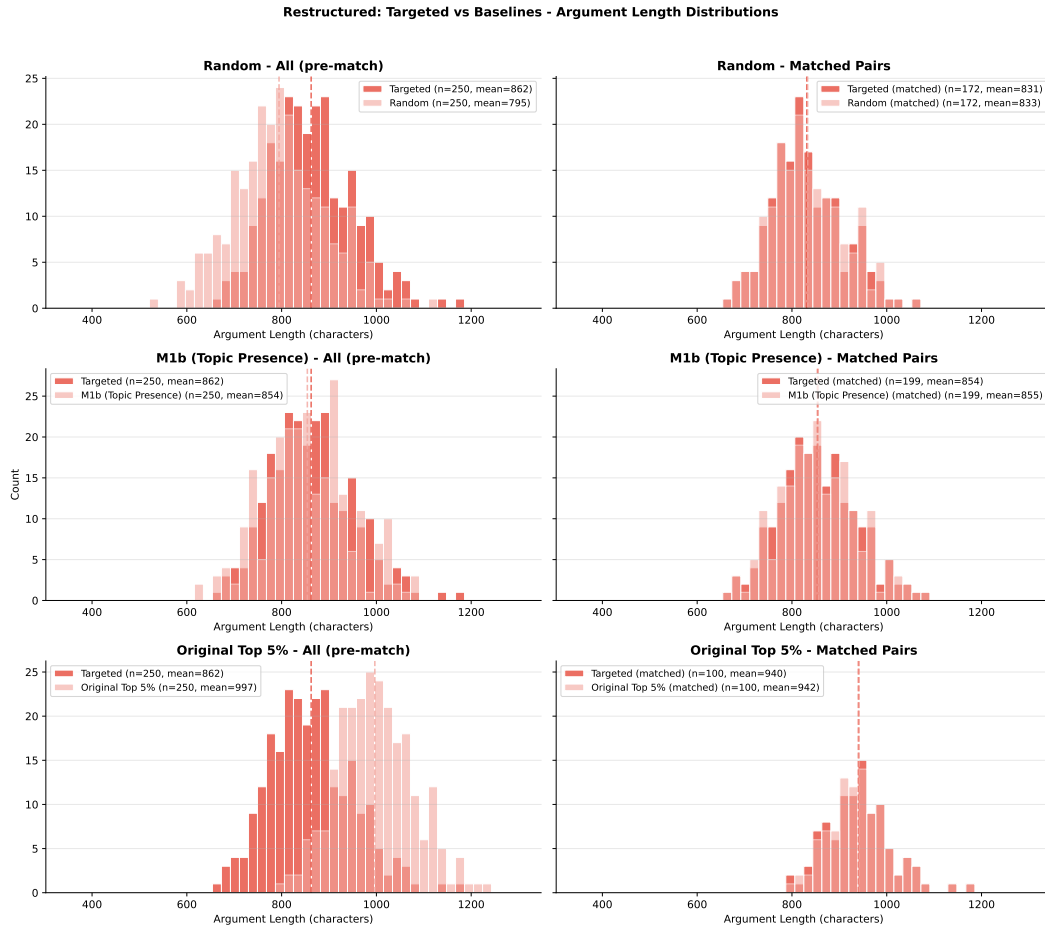 Restructured: Targeted vs Baselines - Argument Length Distributions
Random - All (pre-match)
Targeted (n=250, mean=862)
Random (n=250, mean=795)
25
20
15
10
5
0
400 600 800 1000 1200
Argument Length (characters)
Random - Matched Pairs
Targeted (matched) (n=172, mean=831)
Random (matched) (n=172, mean=833)
400 600 800 1000 1200
Argument Length (characters)
M1b (Topic Presence) - All (pre-match)
Targeted (n=250, mean=862)
M1b (Topic Presence) (n=250, mean=854)
Count
25
20
15
10
5
0
400 600 800 1000 1200
Argument Length (characters)
M1b (Topic Presence) - Matched Pairs
Targeted (matched) (n=199, mean=854)
M1b (Topic Presence) (matched) (n=199, mean=855)
400 600 800 1000 1200
Argument Length (characters)
Original Top 5% - All (pre-match)
Targeted (n=250, mean=862)
Original Top 5% (n=250, mean=997)
25
20
15
10
5
0
400 600 800 1000 1200
Argument Length (characters)
Original Top 5% - Matched Pairs
Targeted (matched) (n=100, mean=940)
Original Top 5% (matched) (n=100, mean=942)
400 600 800 1000 1200
Argument Length (characters)